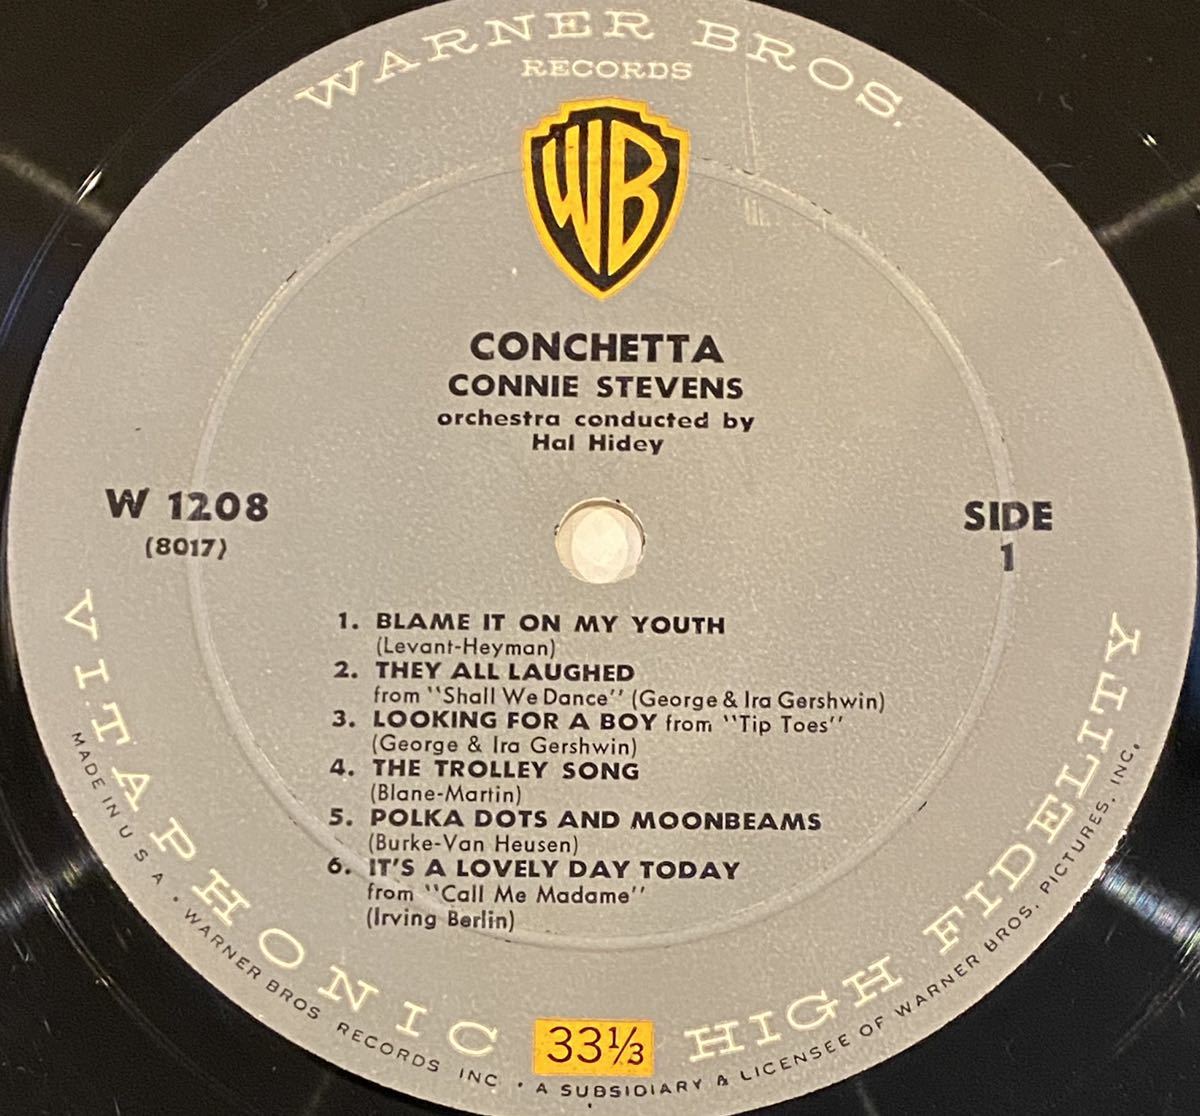 WARNER BROS.
RECORDS
WB
CONCHETTA
CONNIE STEVENS
orchestra conducted by
Hal Hidey
W 1208
(8017)
SIDE
1
1. BLAME IT ON MY YOUTH
(Levant-Heyman)
2. THEY ALL LAUGHED
from "Shall We Dance" (George & Ira Gershwin)
3. LOOKING FOR A BOY from "Tip Toes"
(George & Ira Gershwin)
4. THE TROLLEY SONG
(Blane-Martin)
5. POLKA DOTS AND MOONBEAMS
(Burke-Van Heusen)
6. IT'S A LOVELY DAY TODAY
from "Call Me Madame"
(Irving Berlin)
VITAPHONIC HIGH FIDELITY
33⅓
MADE IN U S A • WARNER BROS RECORDS INC • A SUBSIDIARY & LICENSEE OF WARNER BROS. PICTURES, INC.